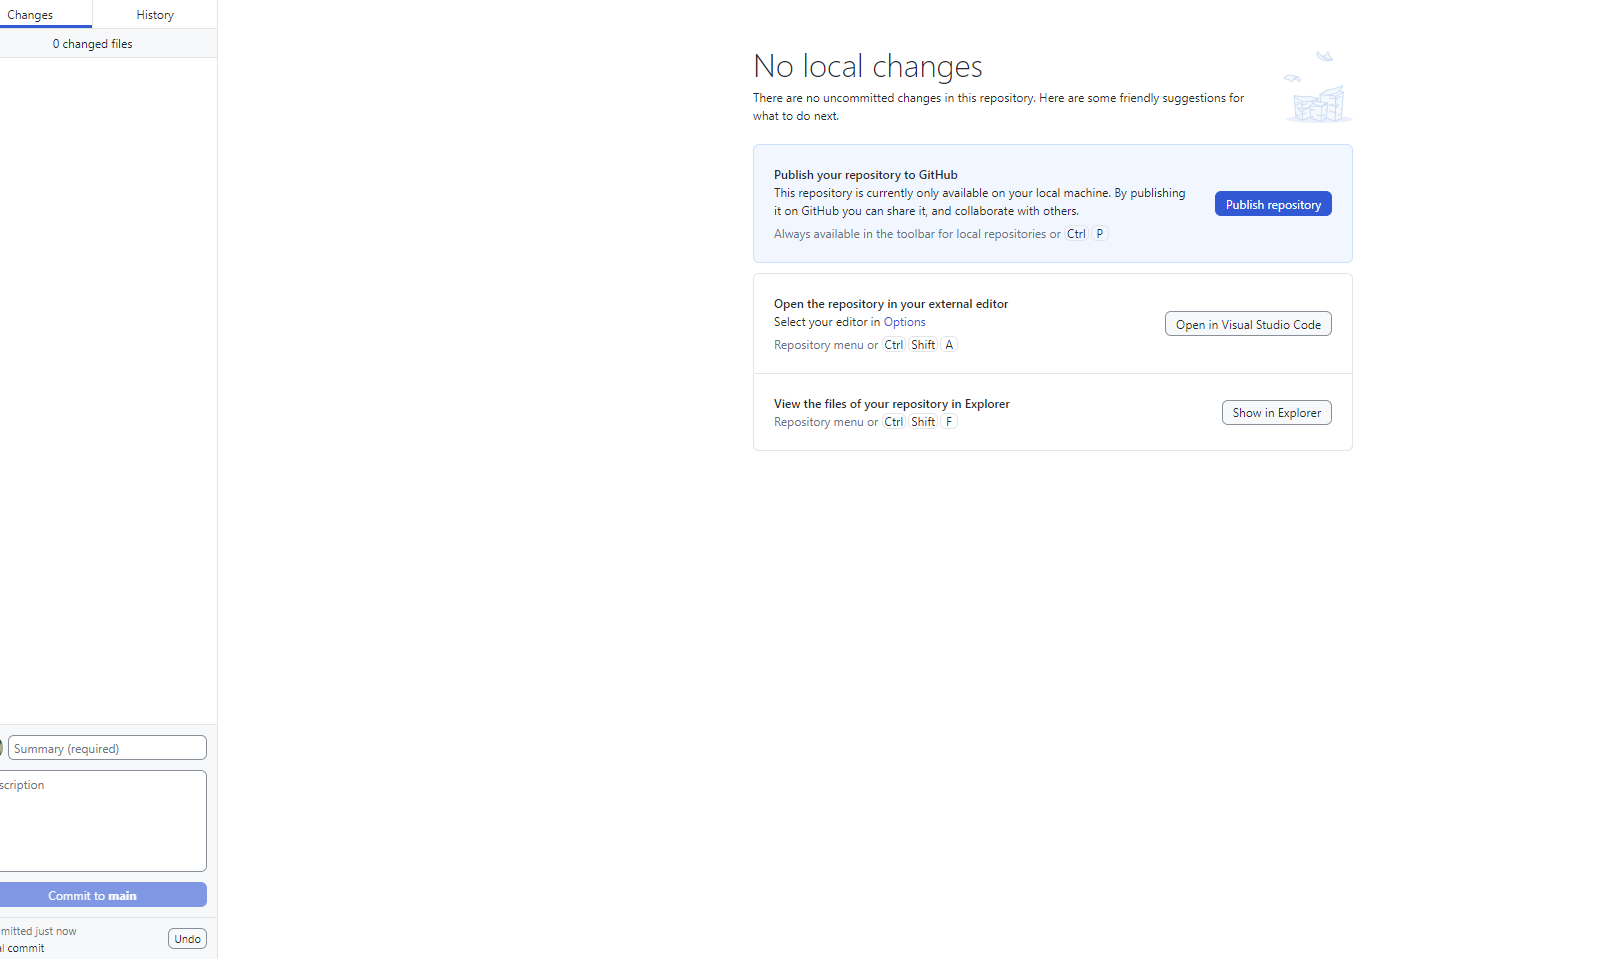 Changes
History
0 changed files
No local changes
There are no uncommitted changes in this repository. Here are some friendly suggestions for
what to do next.
Publish your repository to GitHub
This repository is currently only available on your local machine. By publishing
it on GitHub you can share it, and collaborate with others.
Always available in the toolbar for local repositories or Ctrl P
Publish repository
Open the repository in your external editor
Select your editor in Options
Repository menu or Ctrl Shift A
Open in Visual Studio Code
View the files of your repository in Explorer
Repository menu or Ctrl Shift F
Show in Explorer
Summary (required)
scription
Commit to main
mitted just now
al commit
Undo